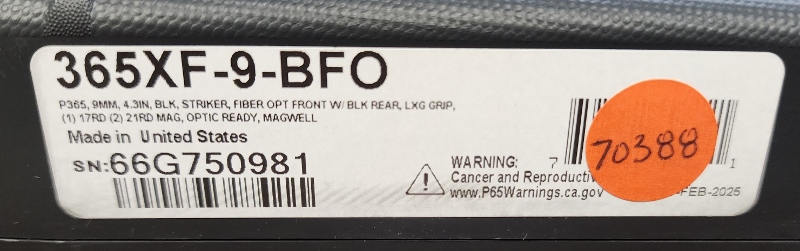 365XF-9-BFO
P365, 9MM, 4.3IN, BLK, STRIKER, FIBER OPT FRONT W/ BLK REAR, LXG GRIP,
(1) 17RD (2) 21RD MAG, OPTIC READY, MAGWELL
Made in United States
SN:66G750981
WARNING:
Cancer and
www.P65Warnings.ca.gov
7
1
70388
FEB-2025